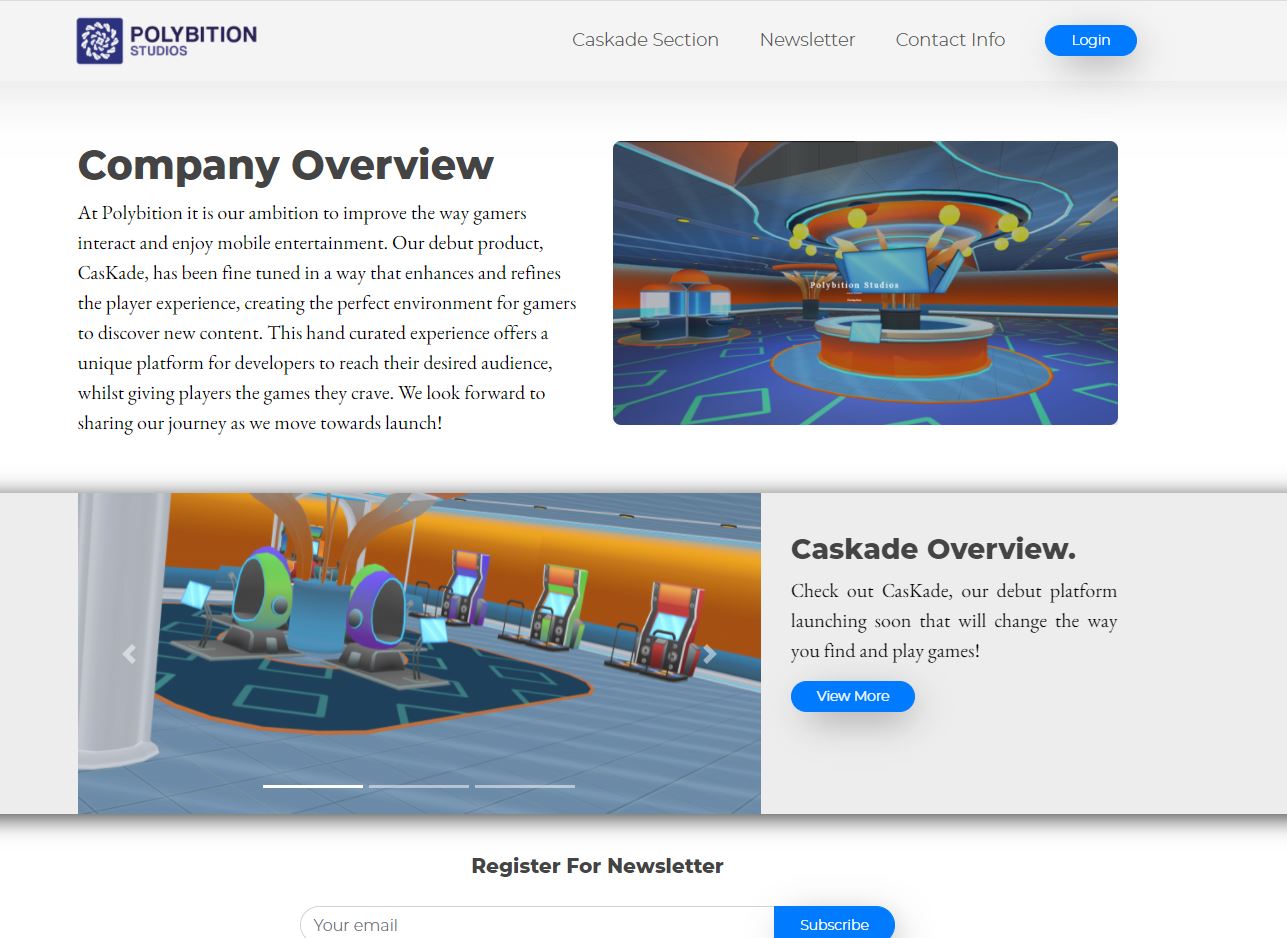 POLYBITION
STUDIOS
Caskade Section
Newsletter
Contact Info
Login
Company Overview
At Polybition it is our ambition to improve the way gamers
interact and enjoy mobile entertainment. Our debut product,
CasKade, has been fine tuned in a way that enhances and refines
the player experience, creating the perfect environment for gamers
to discover new content. This hand curated experience offers a
unique platform for developers to reach their desired audience,
whilst giving players the games they crave. We look forward to
sharing our journey as we move towards launch!
Polybition Studios
Caskade Overview.
Check out CasKade, our debut platform
launching soon that will change the way
you find and play games!
View More
Register For Newsletter
Your email
Subscribe